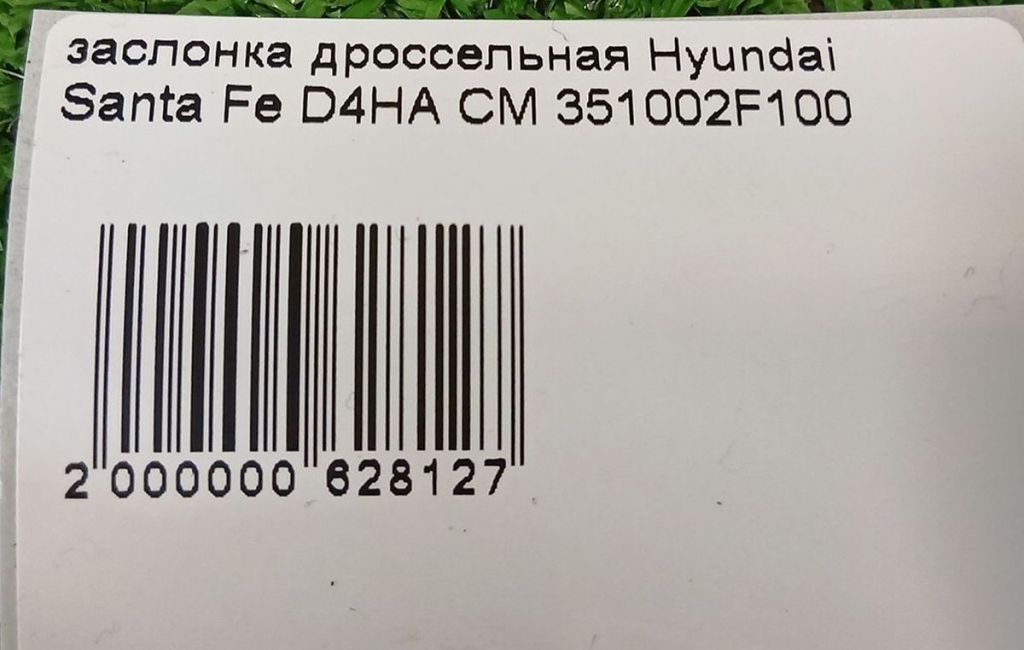 заслонка дроссельная Hyundai
Santa Fe D4HA CM 351002F100
2 000000 628127